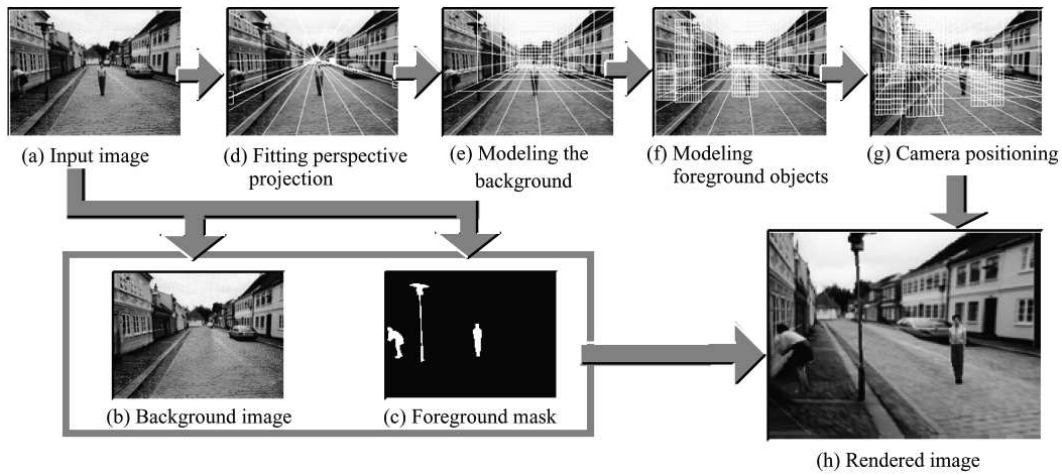 (a) Input image
(d) Fitting perspective
projection
(e) Modeling the
background
(f) Modeling
foreground objects
(g) Camera positioning
(b) Background image
(c) Foreground mask
(h) Rendered image